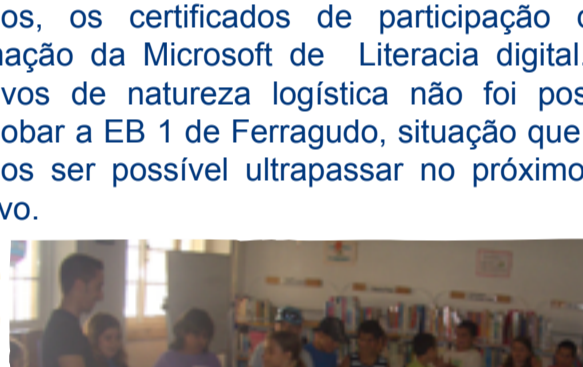 os, os certificados de participação
ação da Microsoft de Literacia digital.
vos de natureza logística não foi pos
obar a EB 1 de Ferragudo, situação que
os ser possível ultrapassar no próximo
vo.